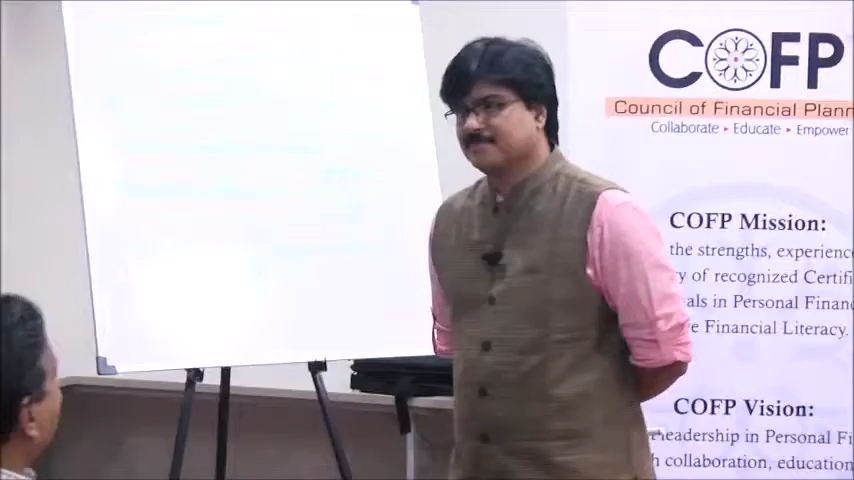 COFP
Council of Financial Plann
Collaborate ▸ Educate ▸ Empower
COFP Mission:
the strengths, experience
of recognized Certifi
als in Personal Financ
Financial Literacy.
COFP Vision
eadership in Personal Fi
collaboration, educati